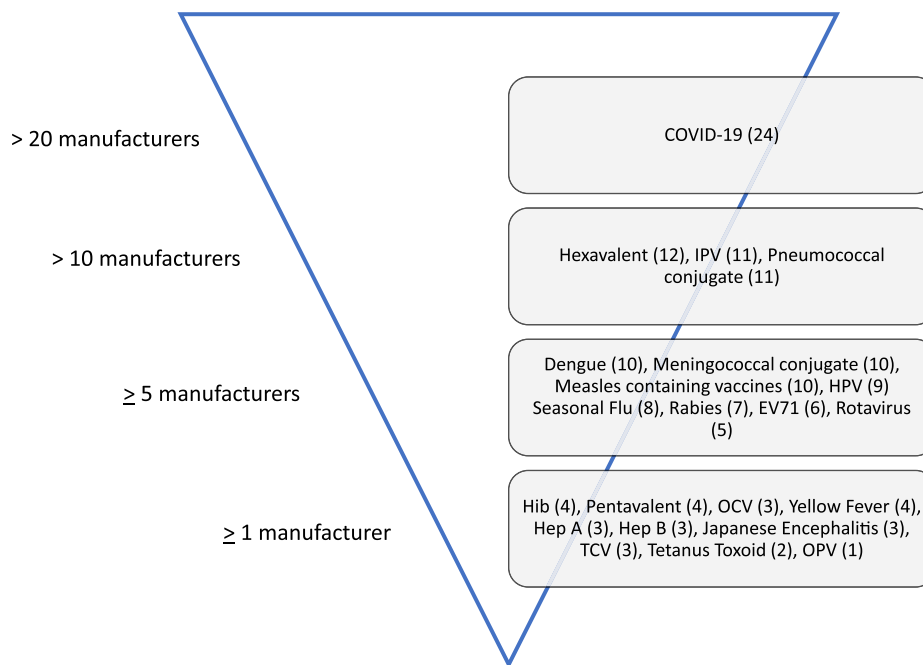 > 20 manufacturers
COVID-19 (24)
> 10 manufacturers
Hexavalent (12), IPV (11), Pneumococcal
conjugate (11)
≥ 5 manufacturers
Dengue (10), Meningococcal conjugate (10),
Measles containing vaccines (10), HPV (9)
Seasonal Flu (8), Rabies (7), EV71 (6), Rotavirus
(5)
≥ 1 manufacturer
Hib (4), Pentavalent (4), OCV (3), Yellow Fever (4),
Hep A (3), Hep B (3), Japanese Encephalitis (3),
TCV (3), Tetanus Toxoid (2), OPV (1)